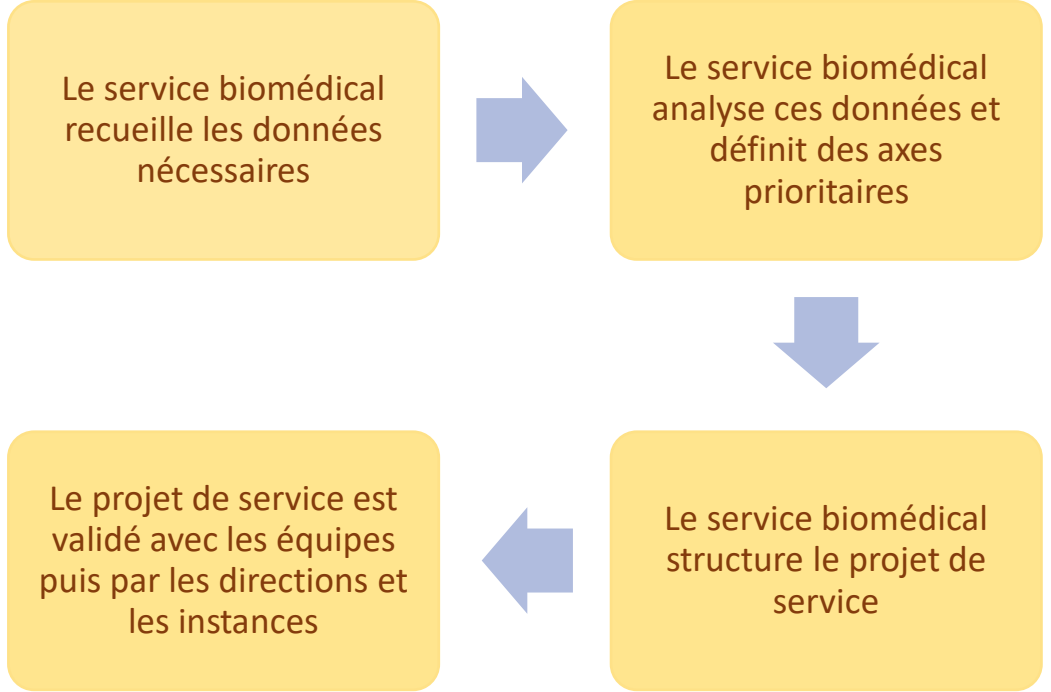 Le service biomédical
recueille les données
nécessaires
Le service biomédical
analyse ces données et
définit des axes
prioritaires
Le service biomédical
structure le projet de
service
Le projet de service est
validé avec les équipes
puis par les directions et
les instances